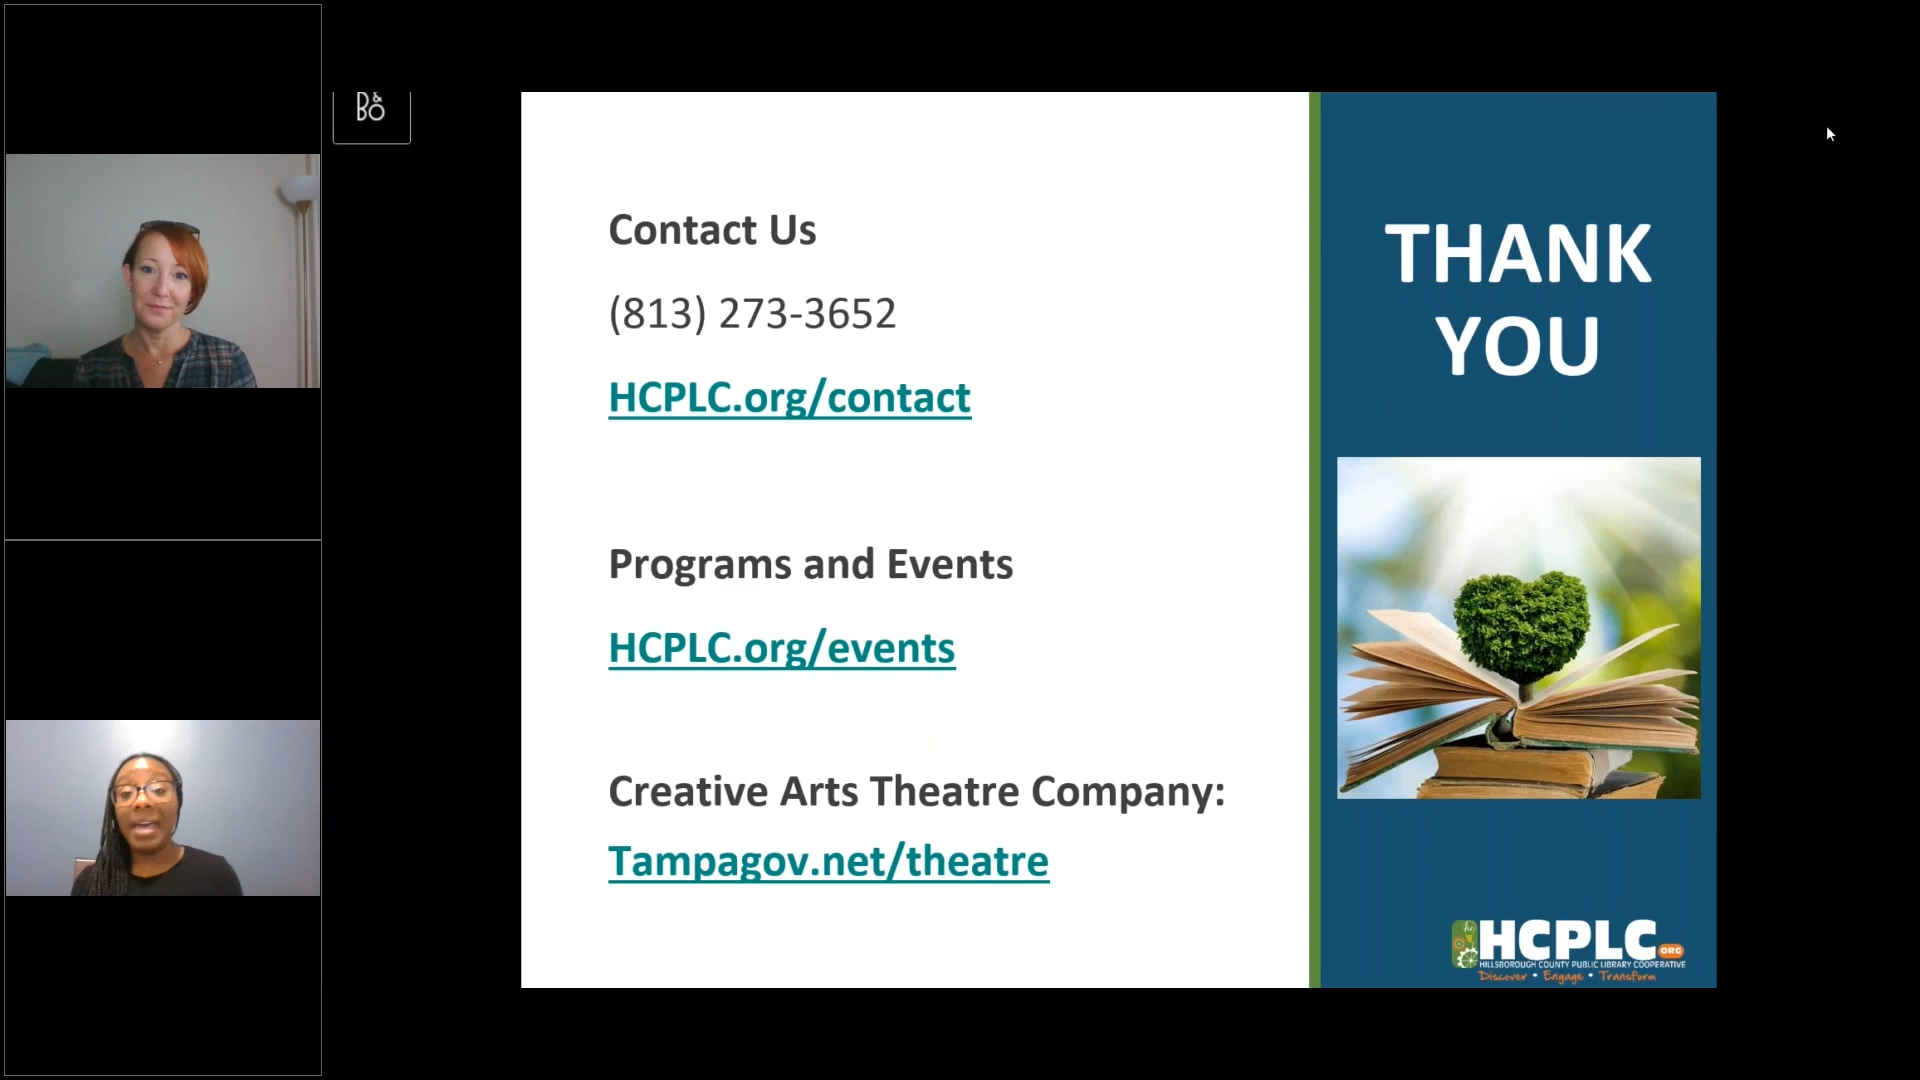 B&O
Contact Us
(813) 273-3652
HCPLC.org/contact
Programs and Events
HCPLC.org/events
Creative Arts Theatre Company:
Tampagov.net/theatre
THANK
YOU
hc
HCPLC.ORG
HILLSBOROUGH COUNTY PUBLIC LIBRARY COOPERATIVE
Discover • Engage • Transform